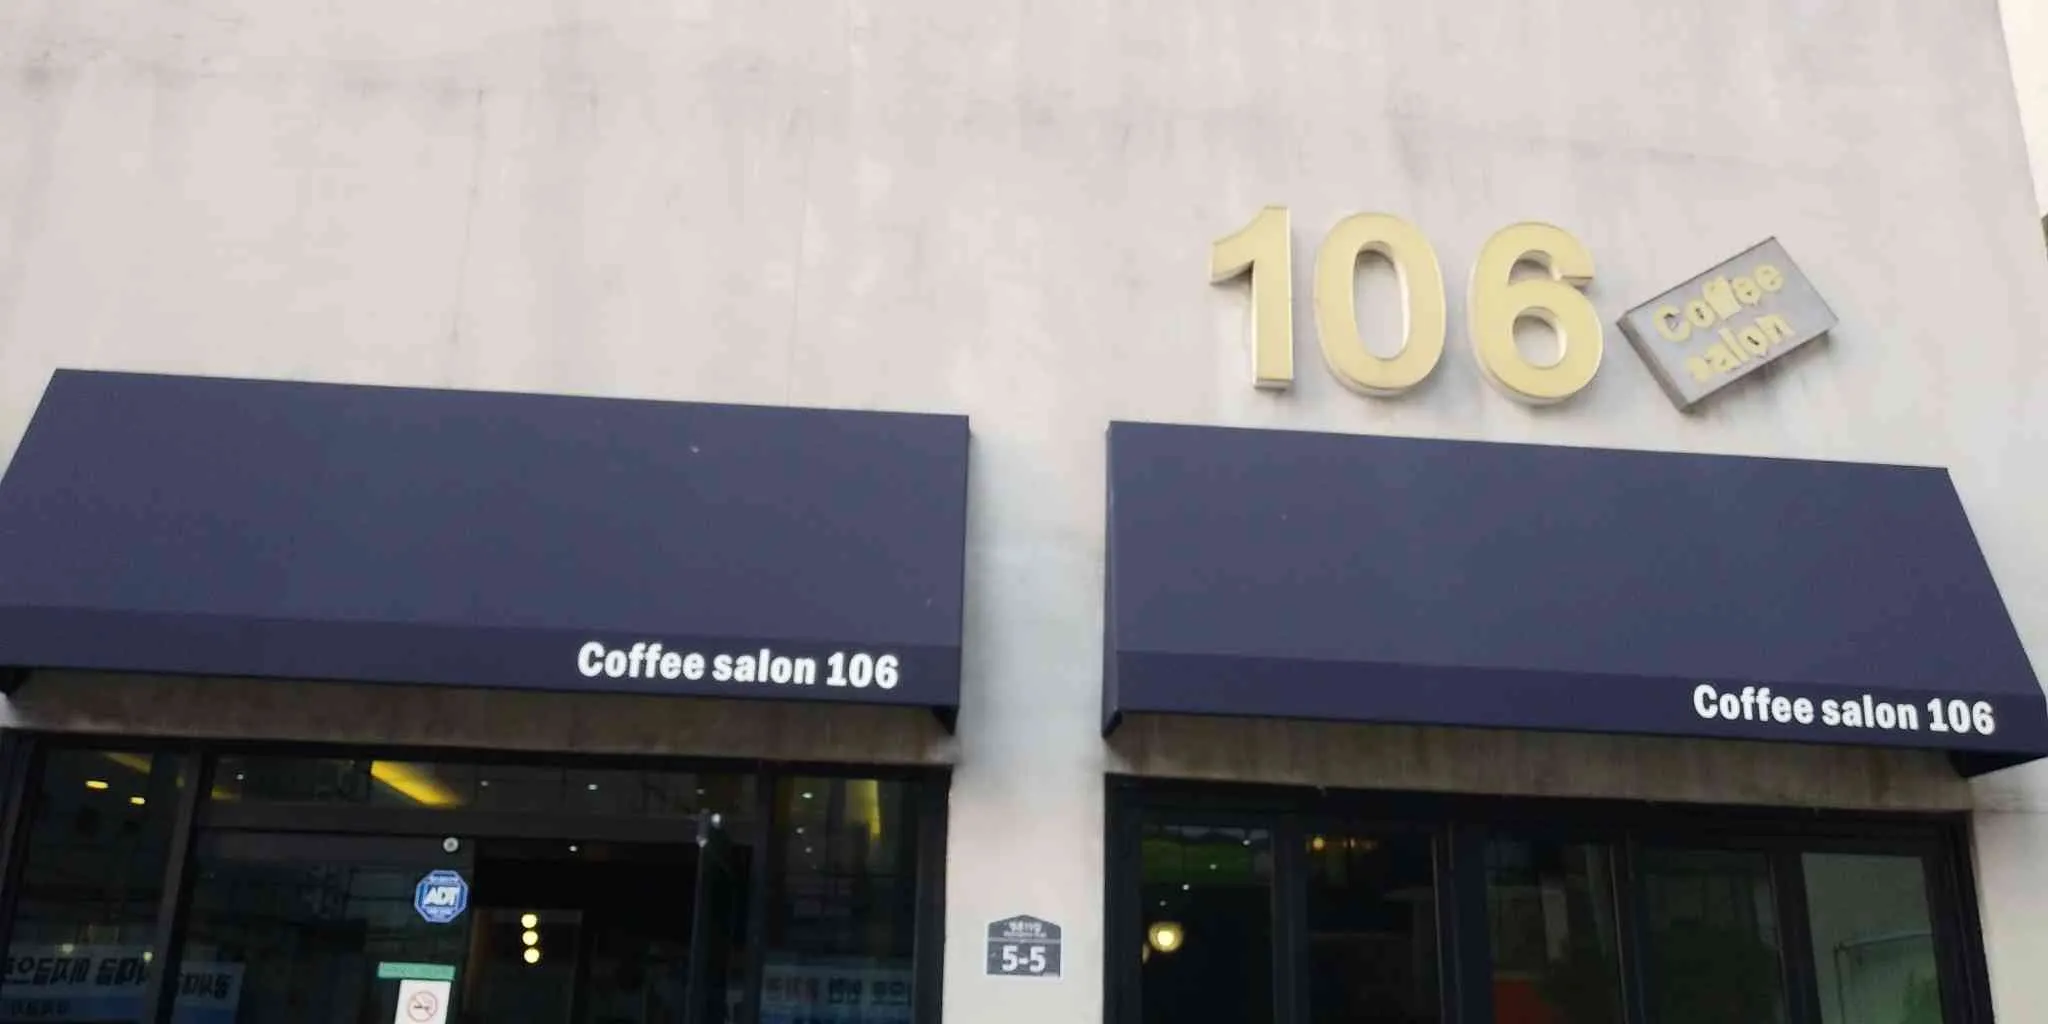 106
Coffee
salon
Coffee salon 106
Coffee salon 106
ADT
5-5